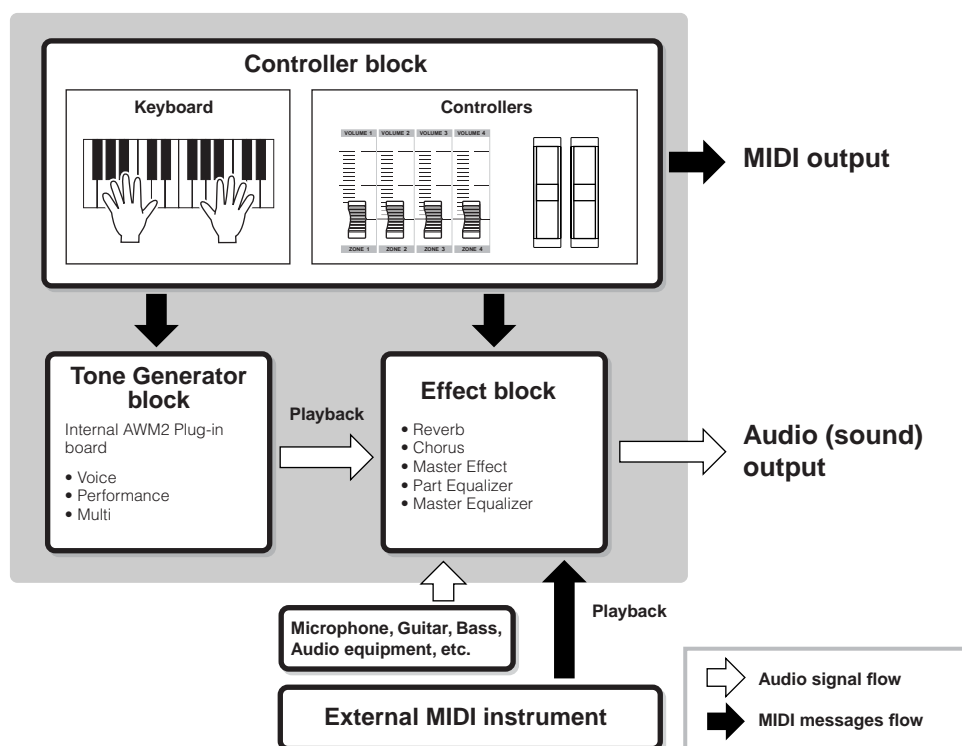 Controller block
Keyboard
Controllers
VOLUME 1 VOLUME 2 VOLUME 3 VOLUME 4
ZONE 1 ZONE 2 ZONE 3 ZONE 4
MIDI output
Tone Generator
block
Internal AWM2 Plug-in
board
• Voice
• Performance
• Multi
Playback
Effect block
• Reverb
• Chorus
• Master Effect
• Part Equalizer
• Master Equalizer
Audio (sound)
output
Microphone, Guitar, Bass,
Audio equipment, etc.
Playback
External MIDI instrument
Audio signal flow
MIDI messages flow